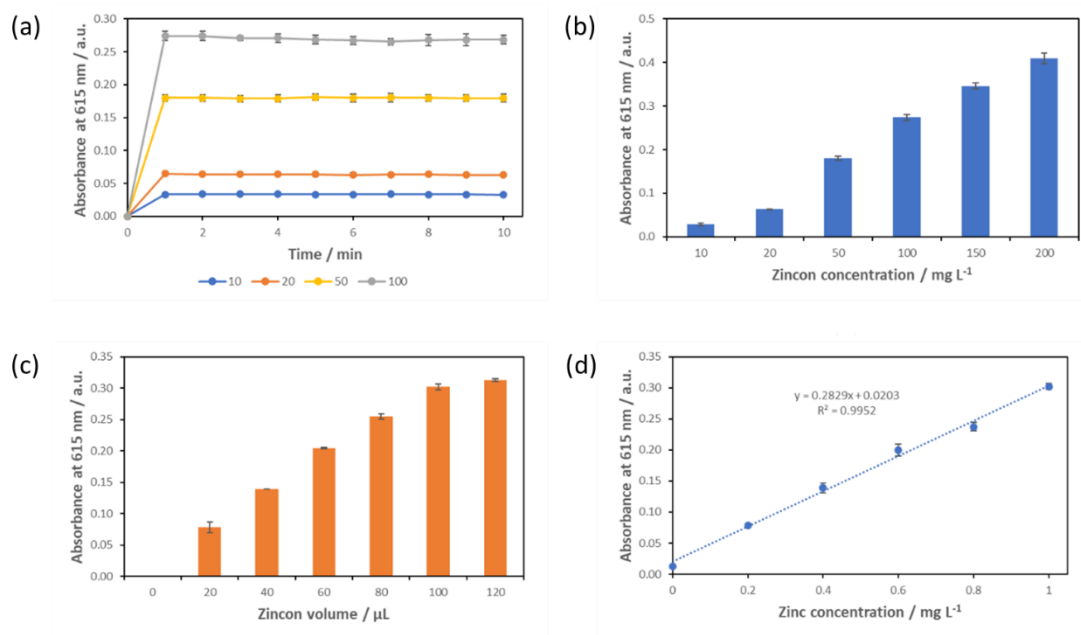 (a)
Absorbance at 615 nm / a.u.
0.30
0.25
0.20
0.15
0.10
0.05
0.00
0 2 4 6 8 10
Time / min
10 20 50 100
(b)
Absorbance at 615 nm / a.u.
0.5
0.4
0.3
0.2
0.1
0.0
10 20 50 100 150 200
Zincon concentration / mg L⁻¹
(c)
Absorbance at 615 nm / a.u.
0.35
0.30
0.25
0.20
0.15
0.10
0.05
0.00
0 20 40 60 80 100 120
Zincon volume / µL
(d)
Absorbance at 615 nm / a.u.
0.35
0.30
0.25
0.20
0.15
0.10
0.05
0.00
y = 0.2829x + 0.0203
R² = 0.9952
0 0.2 0.4 0.6 0.8 1
Zinc concentration / mg L⁻¹